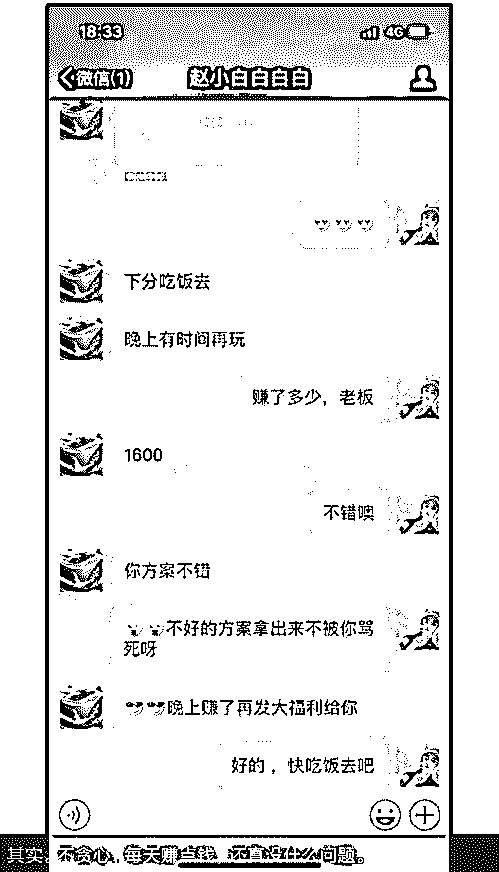 18:33
4G
微信(1)
赵小白白白白
下分吃饭去
晚上有时间再玩
赚了多少，老板
1600
不错噢
你方案不错
不好的方案拿出来不被你骂
死呀
晚上赚了再发大福利给你
好的，快吃饭去吧
其实不贪心，每天赚点钱，还真没什么问题。